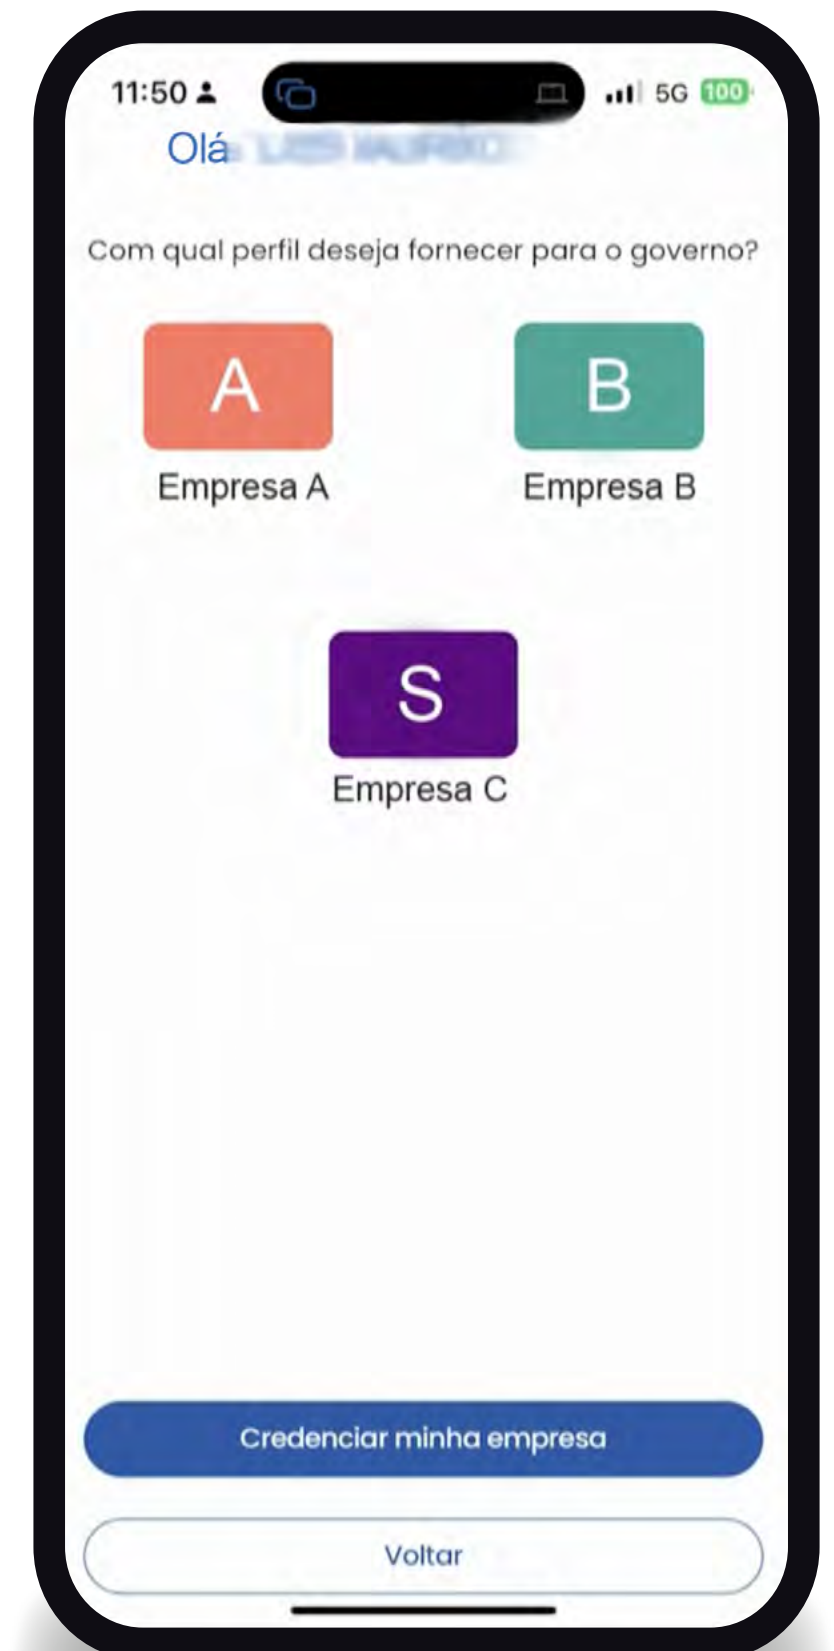 11:50 5G 100
Olá
Com qual perfil deseja fornecer para o governo?
A B
Empresa A Empresa B
S
Empresa C
Credenciar minha empresa
Voltar